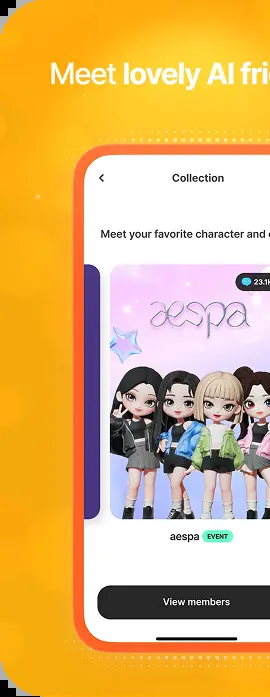 Meet lovely AI fri
Collection
Meet your favorite character and
23.1K
aespa
aespa EVENT
View members